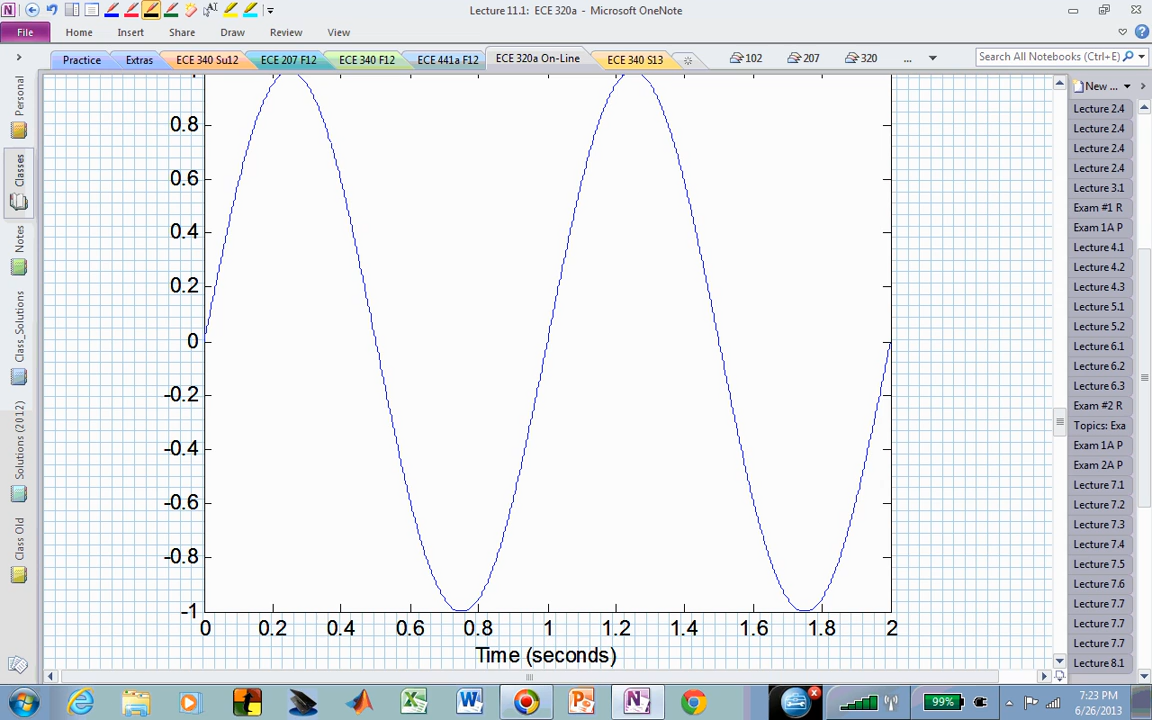 Lecture 11.1: ECE 320a - Microsoft OneNote
File Home Insert Share Draw Review View
Practice Extras ECE 340 Su12 ECE 207 F12 ECE 340 F12 ECE 441a F12 ECE 320a On-Line ECE 340 S13 102 207 320 ... Search All Notebooks (Ctrl+E)
Personal
Classes
Notes
Class_Solutions
Solutions (2012)
Class Old
0.8
0.6
0.4
0.2
0
-0.2
-0.4
-0.6
-0.8
-1
0 0.2 0.4 0.6 0.8 1 1.2 1.4 1.6 1.8 2
Time (seconds)
New ...
Lecture 2.4
Lecture 2.4
Lecture 2.4
Lecture 2.4
Lecture 3.1
Exam #1 R
Exam 1A P
Lecture 4.1
Lecture 4.2
Lecture 4.3
Lecture 5.1
Lecture 5.2
Lecture 6.1
Lecture 6.2
Lecture 6.3
Exam #2 R
Topics: Exa
Exam 1A P
Exam 2A P
Lecture 7.1
Lecture 7.2
Lecture 7.3
Lecture 7.4
Lecture 7.5
Lecture 7.6
Lecture 7.7
Lecture 7.7
Lecture 7.7
Lecture 8.1
99%
7:23 PM
6/26/2013